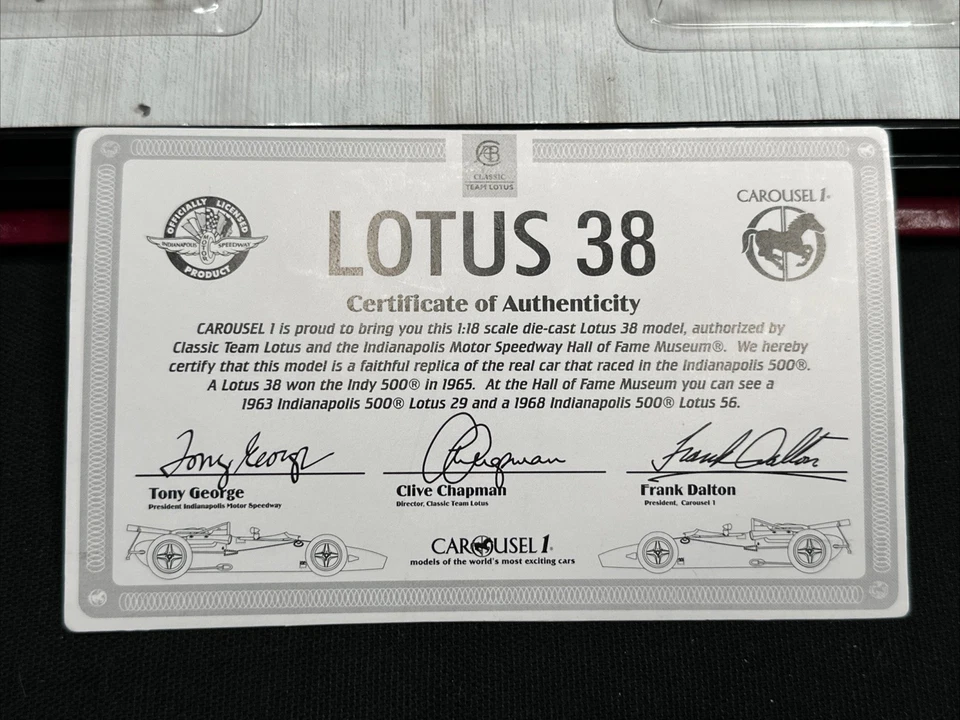 CLASSIC
TEAM LOTUS
OFFICIALLY LICENSED
INDIANAPOLIS MOTOR SPEEDWAY
PRODUCT
CAROUSEL 1®
LOTUS 38
Certificate of Authenticity
CAROUSEL 1 is proud to bring you this 1:18 scale die-cast Lotus 38 model, authorized by
Classic Team Lotus and the Indianapolis Motor Speedway Hall of Fame Museum®. We hereby
certify that this model is a faithful replica of the real car that raced in the Indianapolis 500®.
A Lotus 38 won the Indy 500® in 1965. At the Hall of Fame Museum you can see a
1963 Indianapolis 500® Lotus 29 and a 1968 Indianapolis 500® Lotus 56.
Tony George
Chapman
Frank Dalton
Tony George
Clive Chapman
Frank Dalton
President Indianapolis Motor Speedway
Director, Classic Team Lotus
President, Carousel 1
CAROUSEL 1®
models of the world's most exciting cars